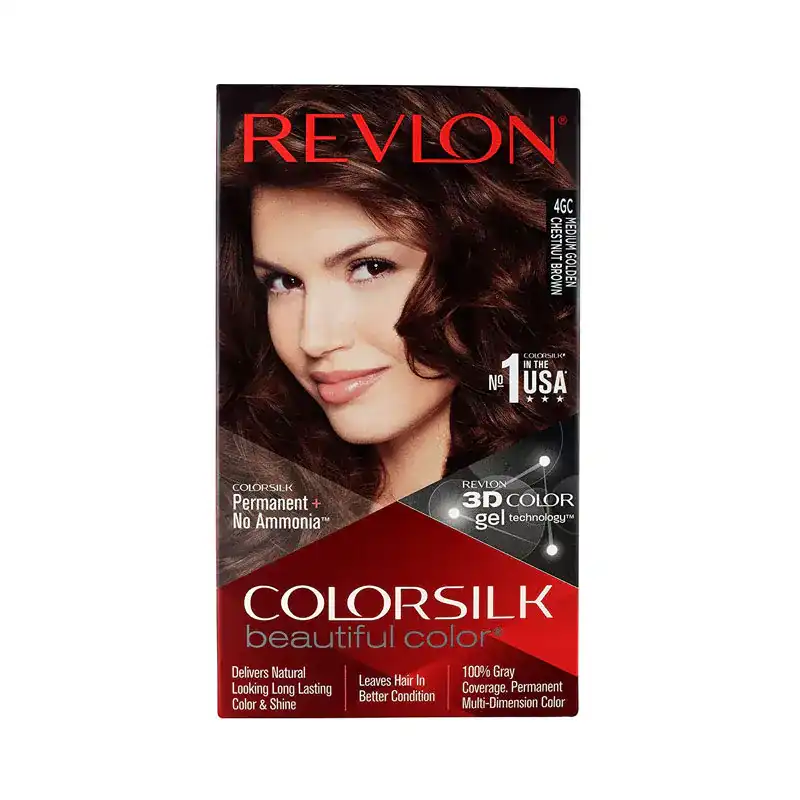 REVLON®
4GC
MEDIUM GOLDEN
CHESTNUT BROWN
COLORSILK®
Nº1 IN THE
USA*
COLORSILK
Permanent +
No Ammonia™
REVLON
3D COLOR
gel technology™
COLORSILK
beautiful color®
Delivers Natural
Looking Long Lasting
Color & Shine
Leaves Hair In
Better Condition
100% Gray
Coverage. Permanent
Multi-Dimension Color